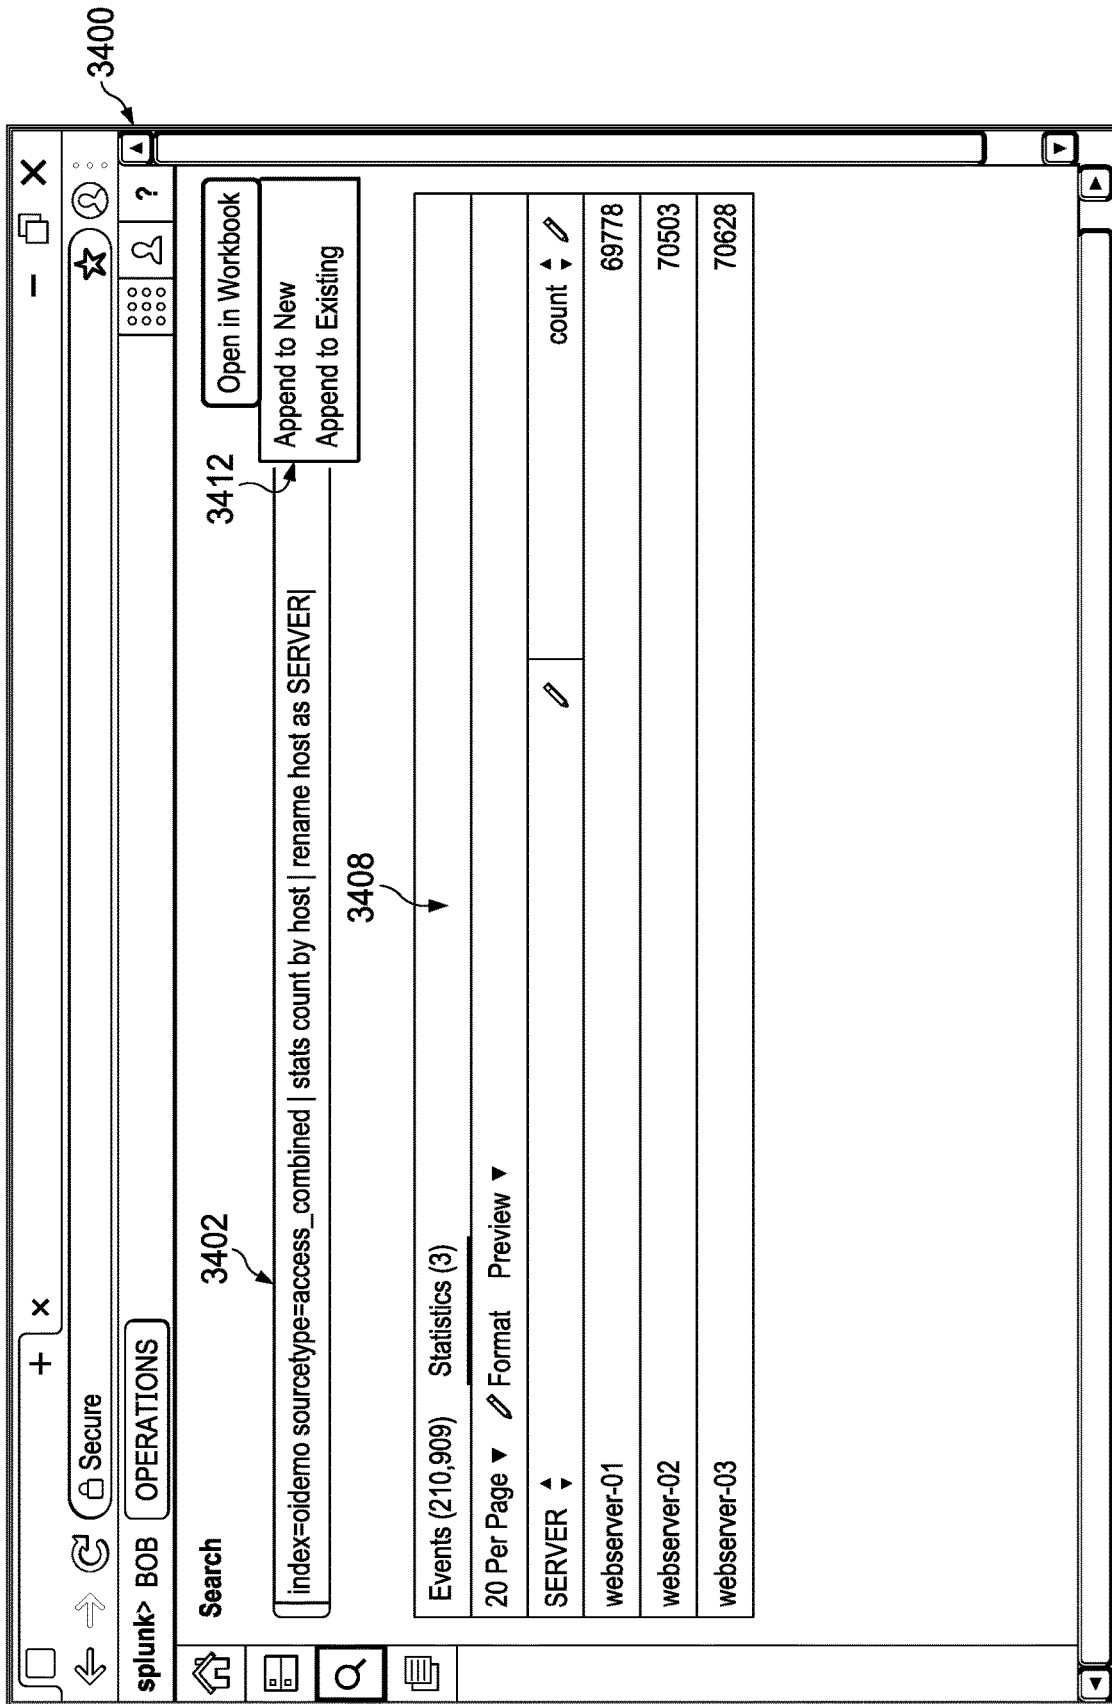 3400
+ ×
Secure
splunk> BOB OPERATIONS ?
Search
Open in Workbook
3402
3412
index=oidemo sourcetype=access_combined | stats count by host | rename host as SERVER|
Append to New
Append to Existing
3408
Events (210,909) Statistics (3)
20 Per Page ▼ Format Preview ▼
SERVER count
webserver-01 69778
webserver-02 70503
webserver-03 70628